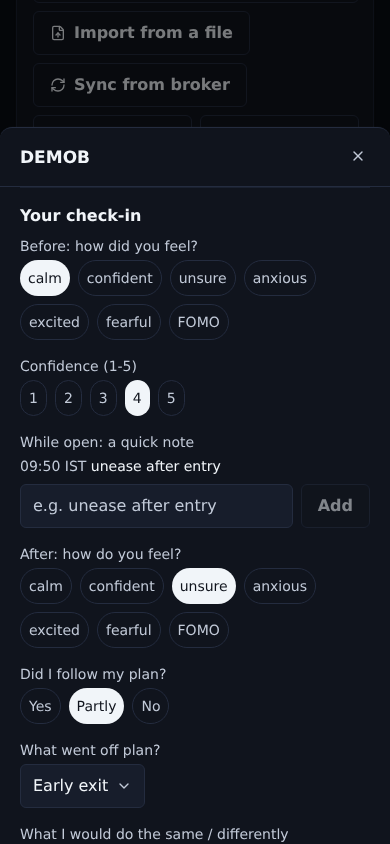 Import from a file
Sync from broker
DEMOB
Your check-in
Before: how did you feel?
calm confident unsure anxious
excited fearful FOMO
Confidence (1-5)
1 2 3 4 5
While open: a quick note
09:50 IST unease after entry
e.g. unease after entry Add
After: how do you feel?
calm confident unsure anxious
excited fearful FOMO
Did I follow my plan?
Yes Partly No
What went off plan?
Early exit
What I would do the same / differently